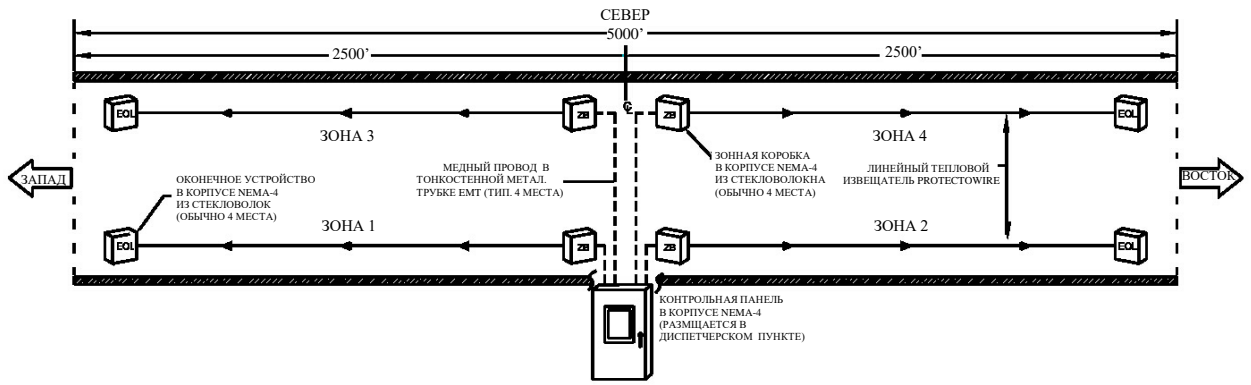 СЕВЕР
5000’
2500’
2500’
EOL
ZB
℄
ZB
EOL
ЗОНА 3
ЗОНА 4
ЗАПАД
ОКОНЕЧНОЕ УСТРОЙСТВО
В КОРПУСЕ NEMA-4
ИЗ СТЕКЛОВОЛОК
(ОБЫЧНО 4 МЕСТА)
МЕДНЫЙ ПРОВОД В
ТОНКОСТЕННОЙ МЕТАЛ.
ТРУБКЕ EMT (ТИП. 4 МЕСТА)
ЗОННАЯ КОРОБКА
В КОРПУСЕ NEMA-4
ИЗ СТЕКЛОВОЛОКНА
(ОБЫЧНО 4 МЕСТА)
ЛИНЕЙНЫЙ ТЕПЛОВОЙ
ИЗВЕЩАТЕЛЬ PROTECTOWIRE
ВОСТОК
ЗОНА 1
ЗОНА 2
EOL
ZB
ZB
EOL
КОНТРОЛЬНАЯ ПАНЕЛЬ
В КОРПУСЕ NEMA-4
(РАЗМЩАЕТСЯ В
ДИСПЕТЧЕРСКОМ ПУНКТЕ)